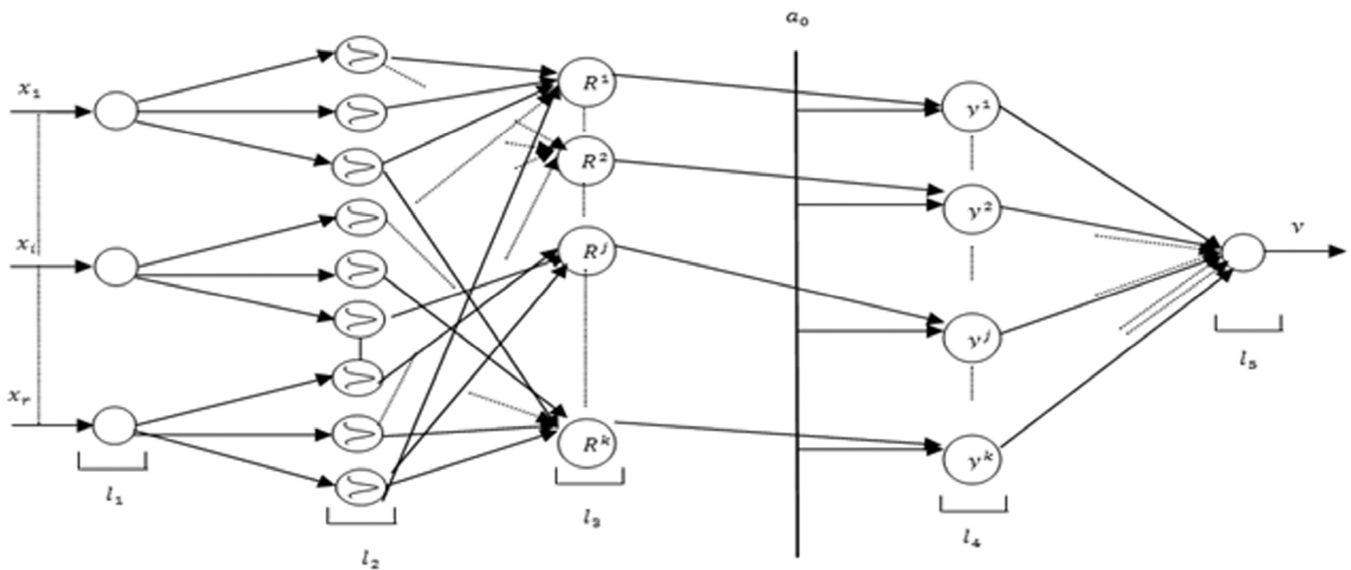 a₀
x₁
xᵢ
xᵣ
R¹
R²
Rʲ
Rᵏ
y¹
y²
yʲ
yᵏ
v
l₁
l₂
l₃
l₄
l₅